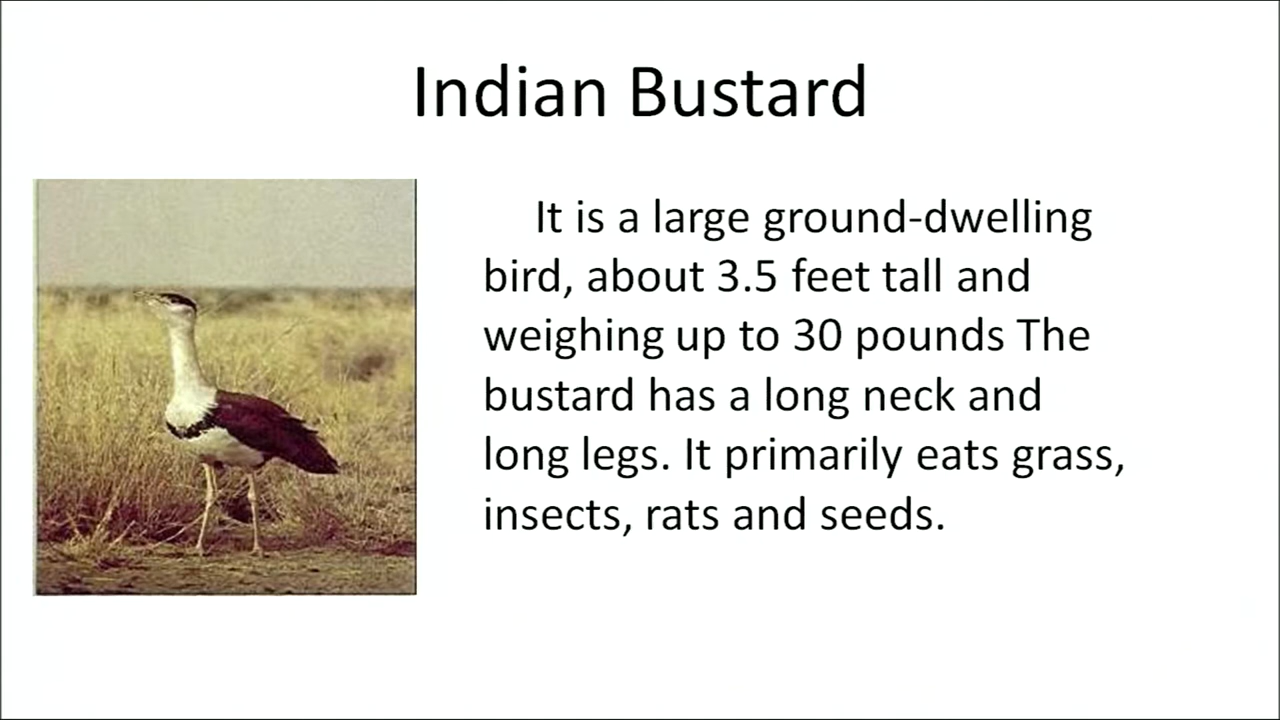 Indian Bustard
It is a large ground-dwelling
bird, about 3.5 feet tall and
weighing up to 30 pounds The
bustard has a long neck and
long legs. It primarily eats grass,
insects, rats and seeds.